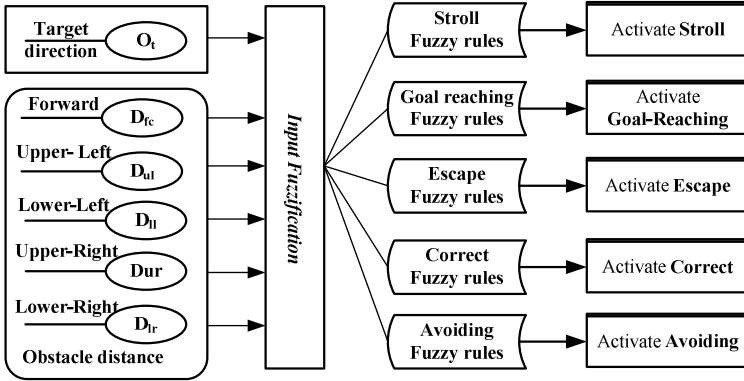 Target
direction
Ot
Forward
Dfc
Upper- Left
Dul
Lower-Left
Dll
Upper-Right
Dur
Lower-Right
Dlr
Obstacle distance
Input Fuzzification
Stroll
Fuzzy rules
Activate Stroll
Goal reaching
Fuzzy rules
Activate
Goal-Reaching
Escape
Fuzzy rules
Activate Escape
Correct
Fuzzy rules
Activate Correct
Avoiding
Fuzzy rules
Activate Avoiding